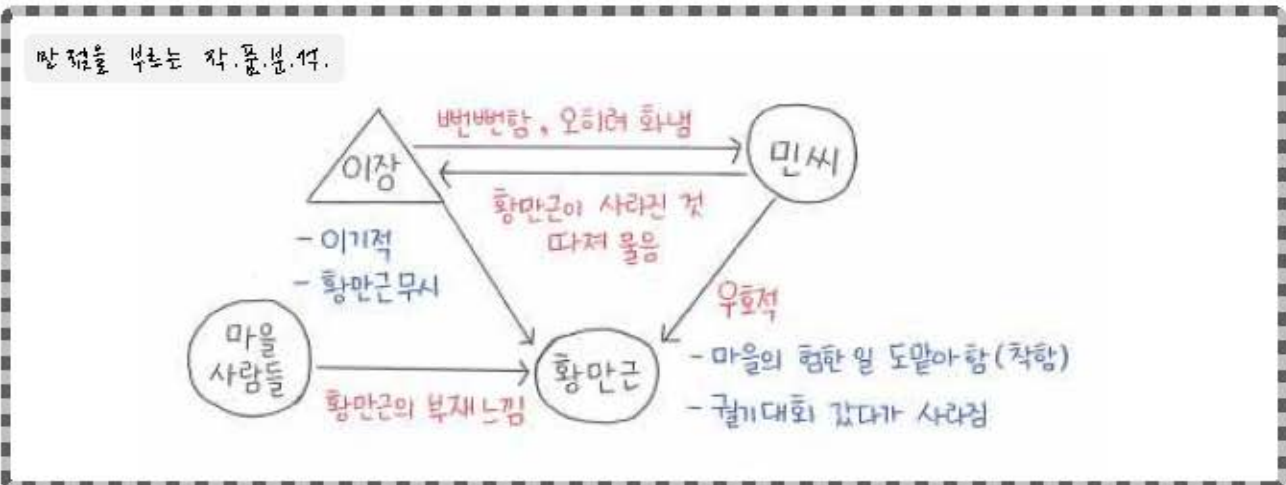 만점을 부르는 작.품.분.석.
뻔뻔함, 오히려 화냄
이장
민씨
황만근이 사라진 것
따져 물음
- 이기적
- 황만근 무시
우호적
마을
사람들
황만근의 부재 느낌
황만근
- 마을의 험한 일 도맡아 함 (착함)
- 궐기대회 갔다가 사라짐